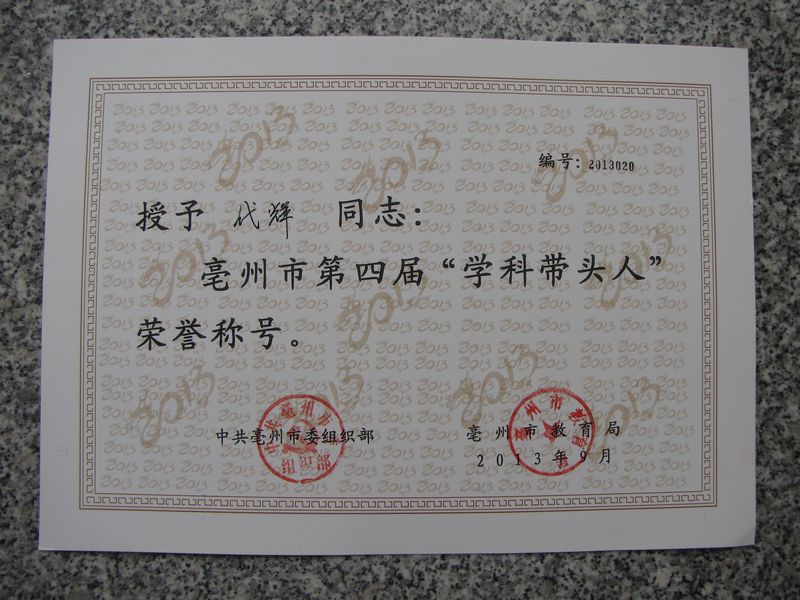 编号：2013020
授予 代辉 同志：
亳州市第四届“学科带头人”
荣誉称号。
中共亳州市委组织部
亳州市教育局
2013年9月